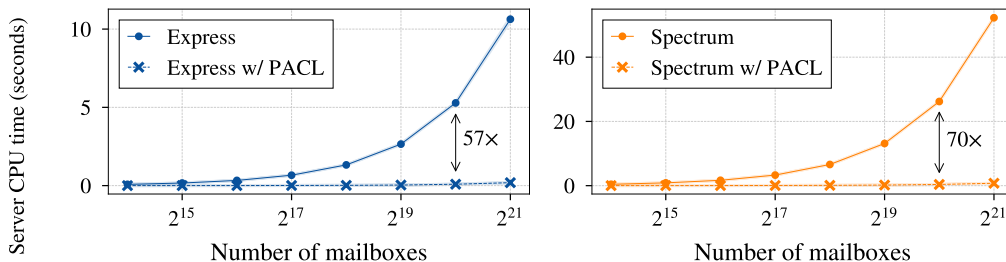 Server CPU time (seconds)
10
5
0
Express
Express w/ PACL
57×
2^15
2^17
2^19
2^21
Number of mailboxes
40
20
0
Spectrum
Spectrum w/ PACL
70×
2^15
2^17
2^19
2^21
Number of mailboxes